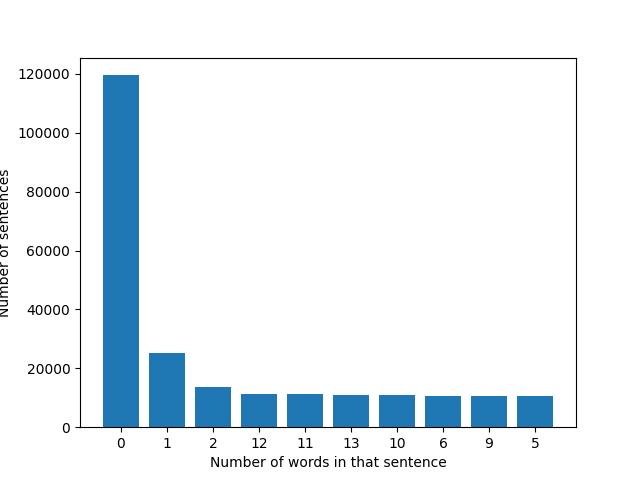 120000
100000
80000
60000
40000
20000
0
Number of sentences
0 1 2 12 11 13 10 6 9 5
Number of words in that sentence